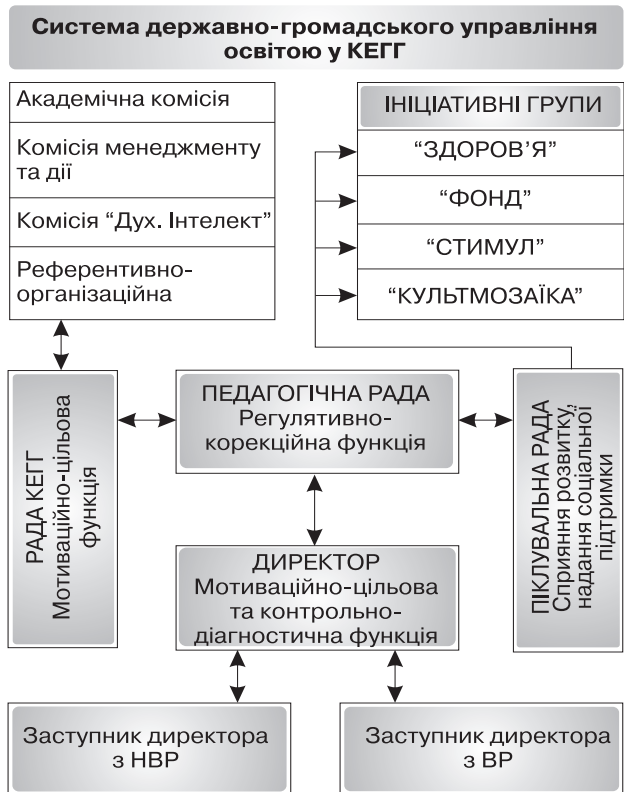 Система державно-громадського управління
освітою у КЕГГ
Академічна комісія
Комісія менеджменту
та дії
Комісія “Дух. Інтелект”
Референтивно-
організаційна
ІНІЦІАТИВНІ ГРУПИ
“ЗДОРОВ’Я”
“ФОНД”
“СТИМУЛ”
“КУЛЬТМОЗАЇКА”
РАДА КЕГГ
Мотиваційно-цільова
функція
ПЕДАГОГІЧНА РАДА
Регулятивно-
корекційна функція
ПІКЛУВАЛЬНА РАДА
Сприяння розвитку,
надання соціальної
підтримки
ДИРЕКТОР
Мотиваційно-цільова
та контрольно-
діагностична функція
Заступник директора
з НВР
Заступник директора
з ВР